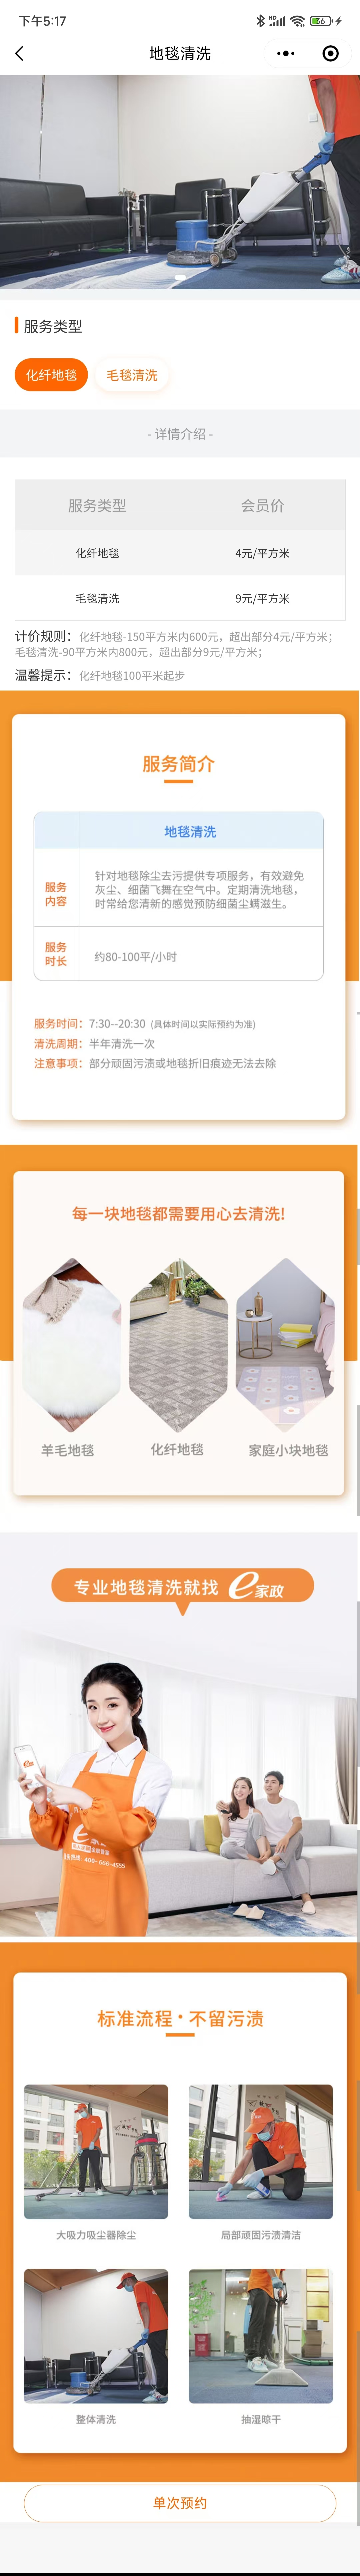 下午5:17
HD
36
地毯清洗
服务类型
化纤地毯 毛毯清洗
- 详情介绍 -
服务类型 会员价
化纤地毯 4元/平方米
毛毯清洗 9元/平方米
计价规则：化纤地毯-150平方米内600元，超出部分4元/平方米；
毛毯清洗-90平方米内800元，超出部分9元/平方米；
温馨提示：化纤地毯100平米起步
服务简介
地毯清洗
服务
内容
针对地毯除尘去污提供专项服务，有效避免
灰尘、细菌飞舞在空气中。定期清洗地毯，
时常给您清新的感觉预防细菌尘螨滋生。
服务
时长
约80-100平/小时
服务时间：7:30--20:30（具体时间以实际预约为准）
清洗周期：半年清洗一次
注意事项：部分顽固污渍或地毯折旧痕迹无法去除
每一块地毯都需要用心去清洗!
羊毛地毯 化纤地毯 家庭小块地毯
专业地毯清洗就找 e家政
400-666-4555
标准流程·不留污渍
大吸力吸尘器除尘 局部顽固污渍清洁
整体清洗 抽湿晾干
单次预约